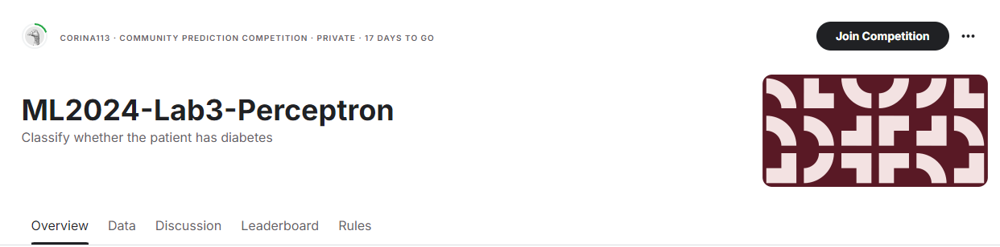 CORINA113 · COMMUNITY PREDICTION COMPETITION · PRIVATE · 17 DAYS TO GO
Join Competition
ML2024-Lab3-Perceptron
Classify whether the patient has diabetes
Overview Data Discussion Leaderboard Rules